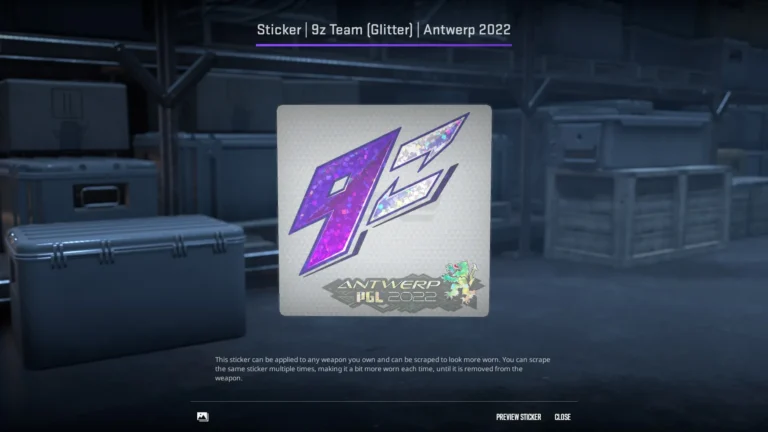 Sticker | 9z Team (Glitter) | Antwerp 2022
9z
ANTWERP
PGL 2022
This sticker can be applied to any weapon you own and can be scraped to look more worn. You can scrape
the same sticker multiple times, making it a bit more worn each time, until it is removed from the
weapon.
PREVIEW STICKER CLOSE